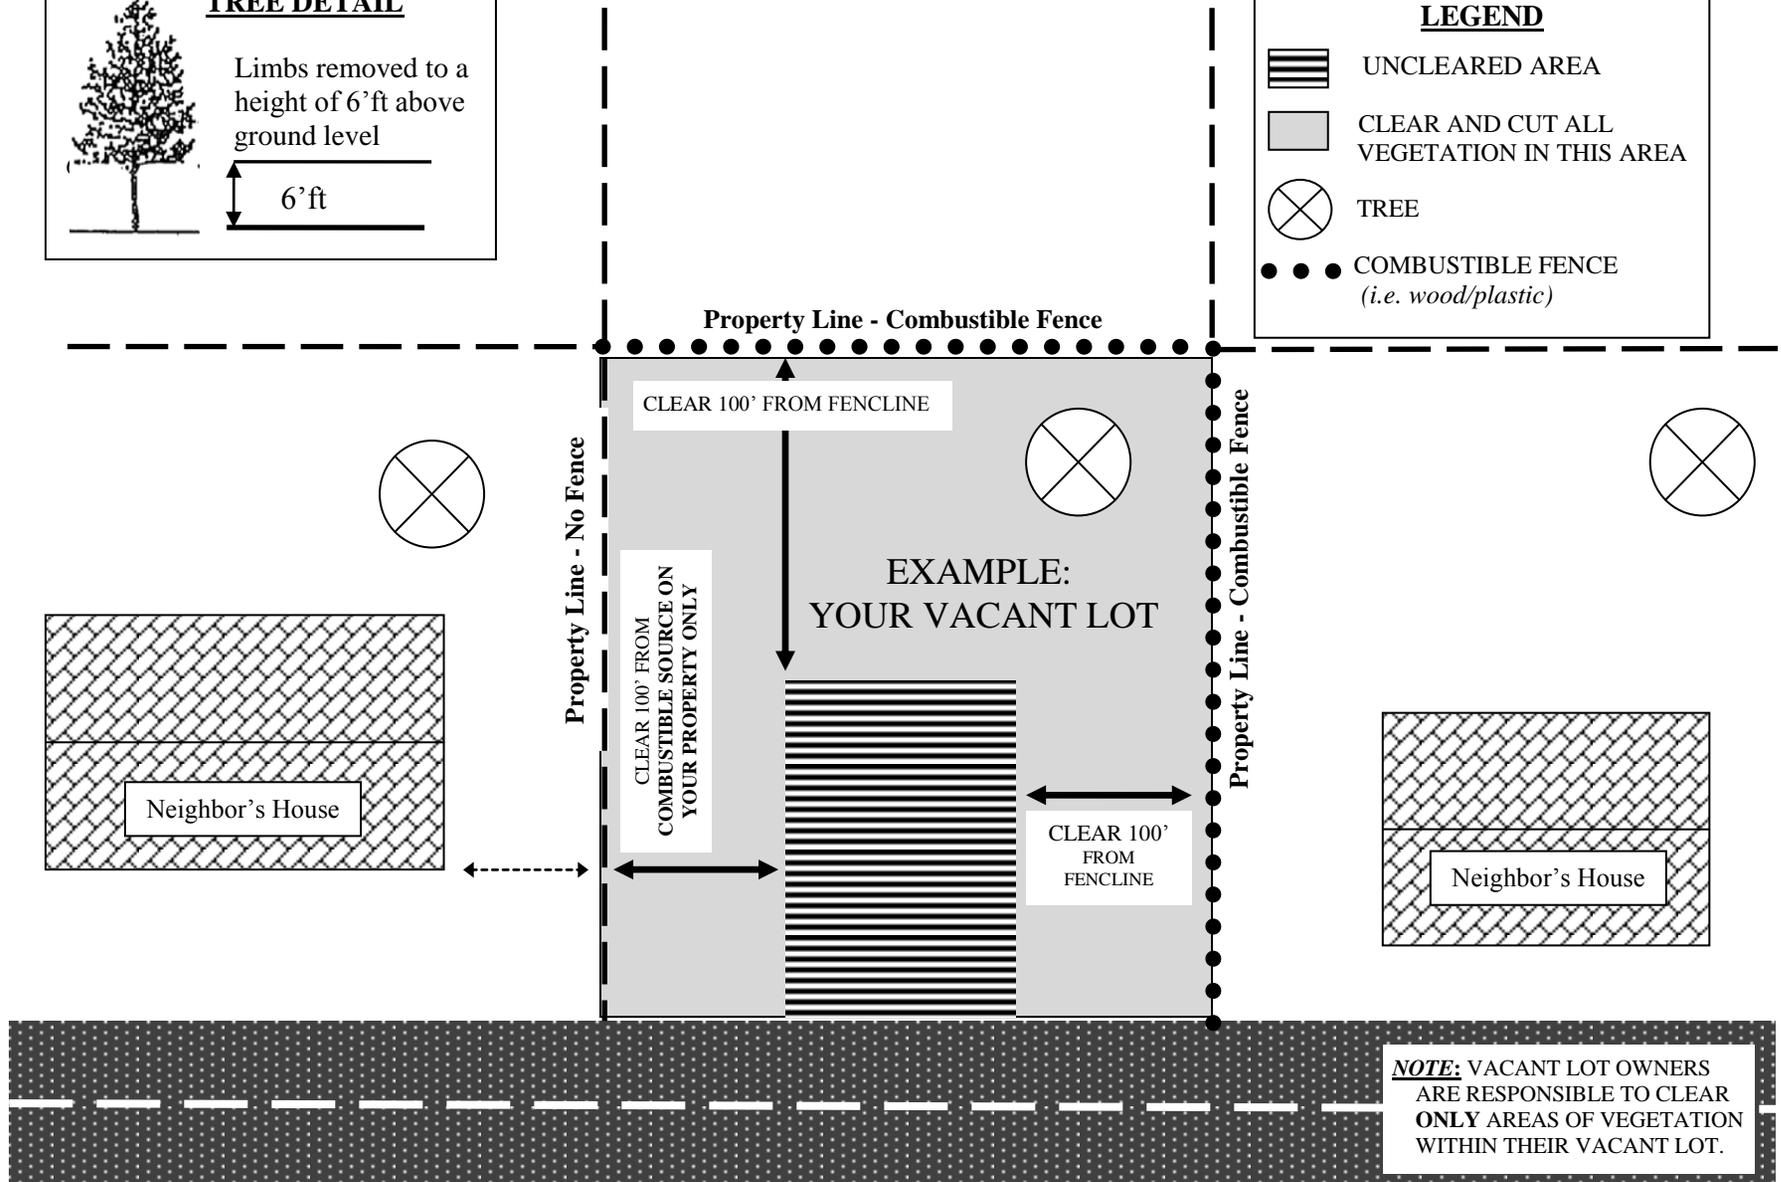 TREE DETAIL
Limbs removed to a
height of 6’ft above
ground level
6’ft
LEGEND
UNCLEARED AREA
CLEAR AND CUT ALL
VEGETATION IN THIS AREA
TREE
COMBUSTIBLE FENCE
(i.e. wood/plastic)
Property Line - Combustible Fence
CLEAR 100’ FROM FENCLINE
Property Line - No Fence
CLEAR 100’ FROM
COMBUSTIBLE SOURCE ON
YOUR PROPERTY ONLY
EXAMPLE:
YOUR VACANT LOT
Property Line - Combustible Fence
Neighbor’s House
CLEAR 100’
FROM
FENCLINE
Neighbor’s House
NOTE: VACANT LOT OWNERS
ARE RESPONSIBLE TO CLEAR
ONLY AREAS OF VEGETATION
WITHIN THEIR VACANT LOT.